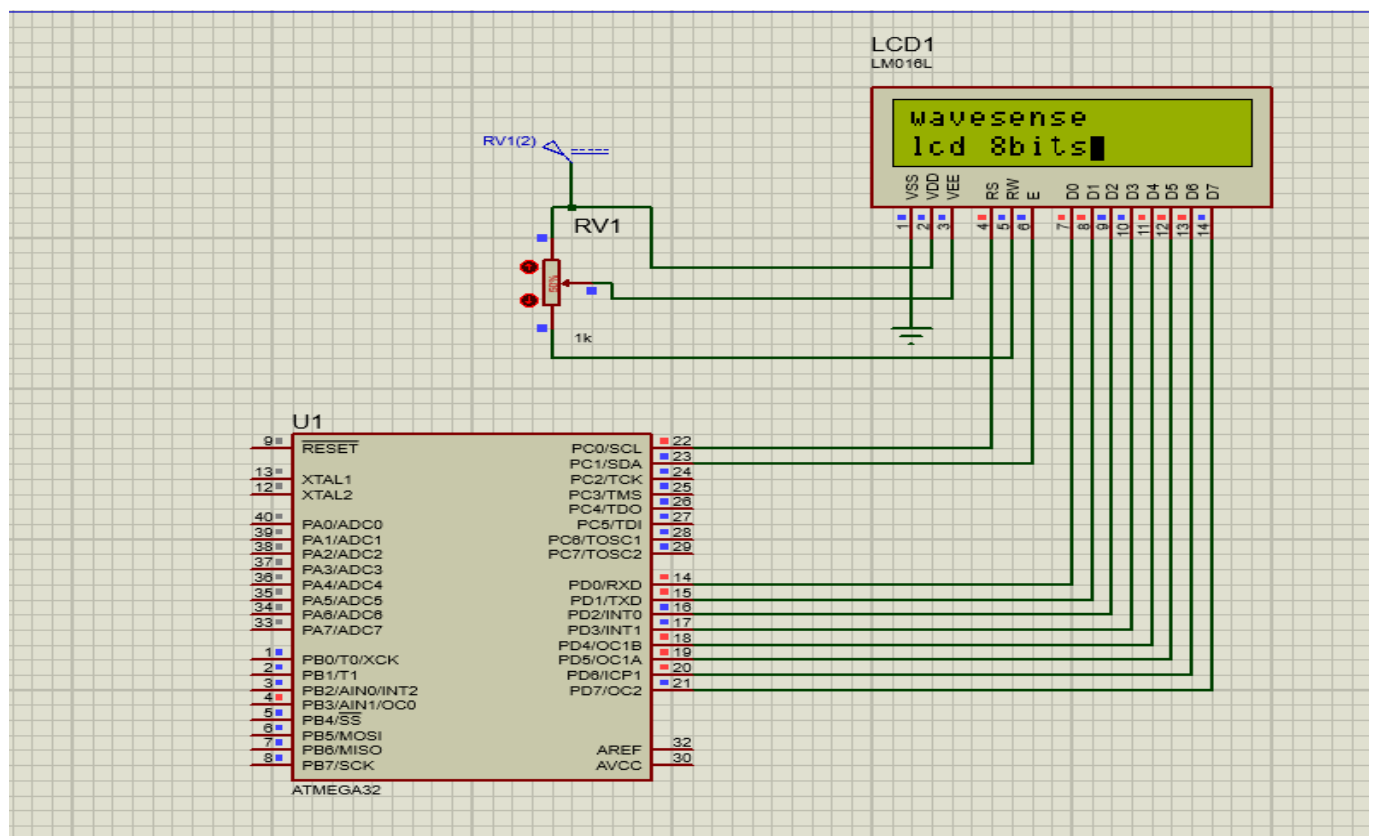 LCD1
LM016L
wavesense
lcd 8bits
VSS VDD VEE RS RW E D0 D1 D2 D3 D4 D5 D6 D7
1 2 3 4 5 6 7 8 9 10 11 12 13 14
RV1(2)
RV1
50%
1k
U1
9 RESET PC0/SCL 22
PC1/SDA 23
13 XTAL1 PC2/TCK 24
12 XTAL2 PC3/TMS 25
PC4/TDO 26
40 PA0/ADC0 PC5/TDI 27
39 PA1/ADC1 PC6/TOSC1 28
38 PA2/ADC2 PC7/TOSC2 29
37 PA3/ADC3
36 PA4/ADC4 PD0/RXD 14
35 PA5/ADC5 PD1/TXD 15
34 PA6/ADC6 PD2/INT0 16
33 PA7/ADC7 PD3/INT1 17
PD4/OC1B 18
1 PB0/T0/XCK PD5/OC1A 19
2 PB1/T1 PD6/ICP1 20
3 PB2/AIN0/INT2 PD7/OC2 21
4 PB3/AIN1/OC0
5 PB4/SS
6 PB5/MOSI
7 PB6/MISO AREF 32
8 PB7/SCK AVCC 30
ATMEGA32